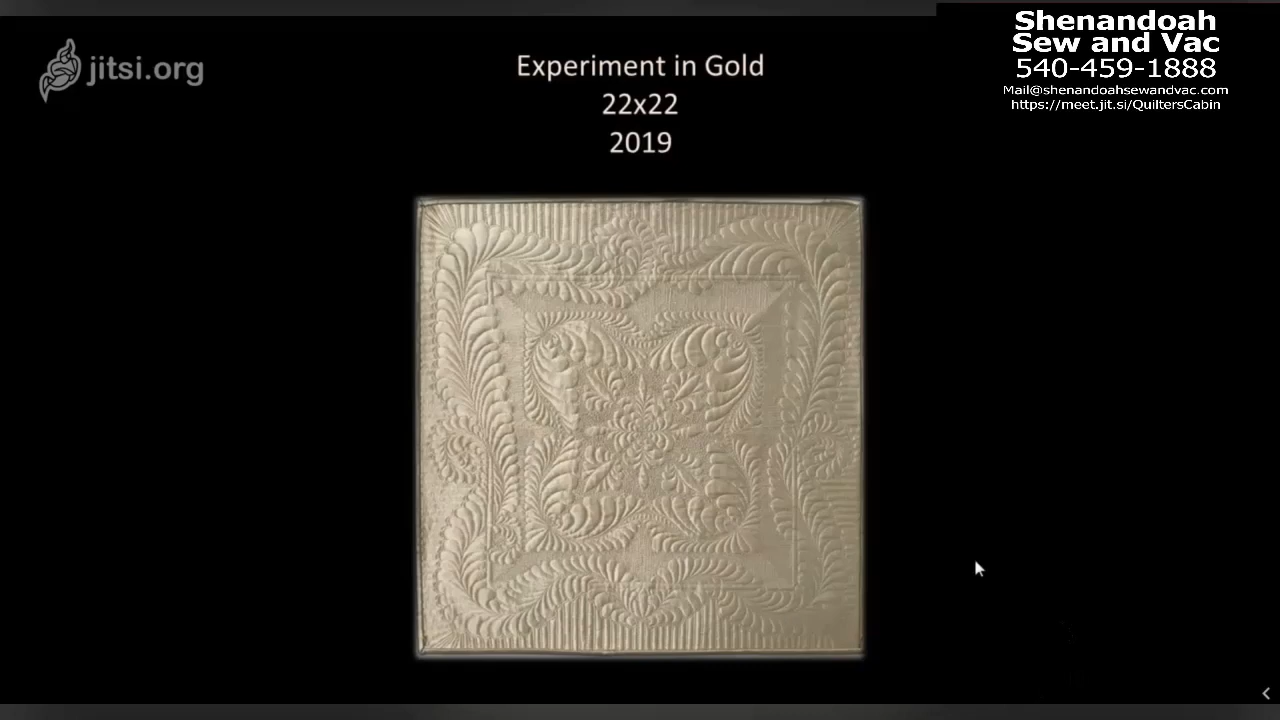 jitsi.org
Experiment in Gold
22x22
2019
Shenandoah
Sew and Vac
540-459-1888
Mail@shenandoahsewandvac.com
https://meet.jit.si/QuiltersCabin